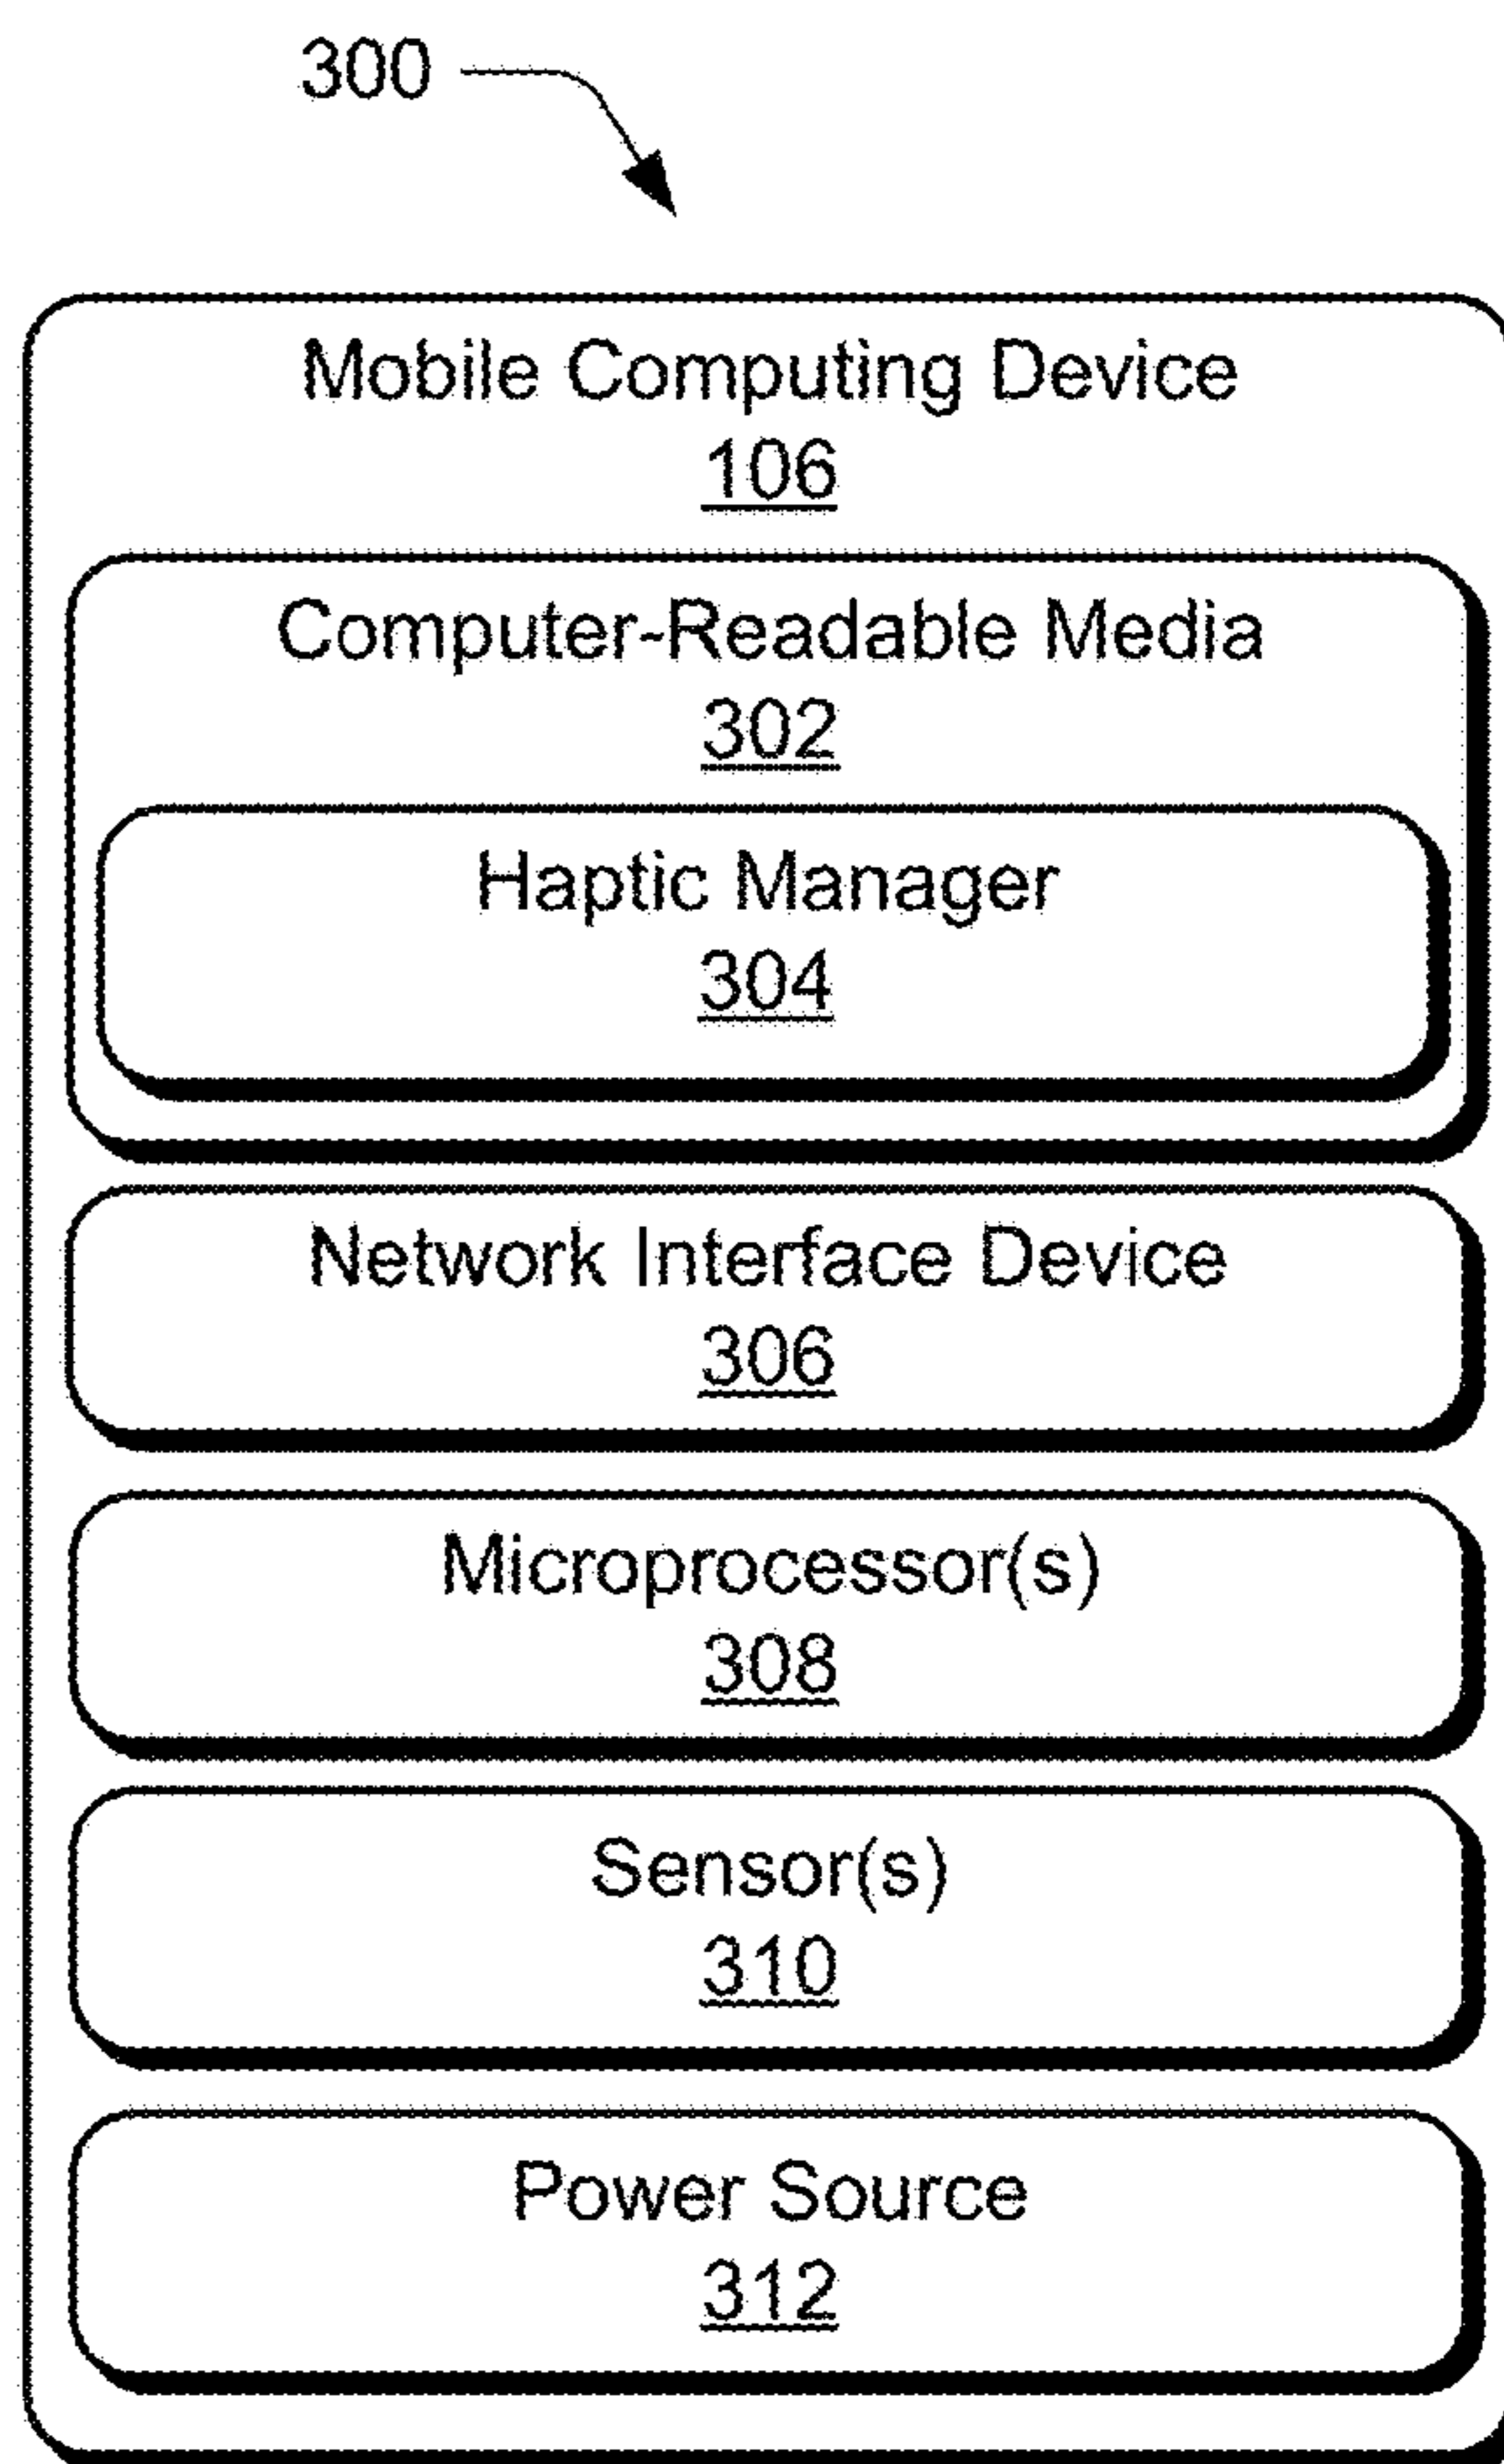 300
Mobile Computing Device
106
Computer-Readable Media
302
Haptic Manager
304
Network Interface Device
306
Microprocessor(s)
308
Sensor(s)
310
Power Source
312